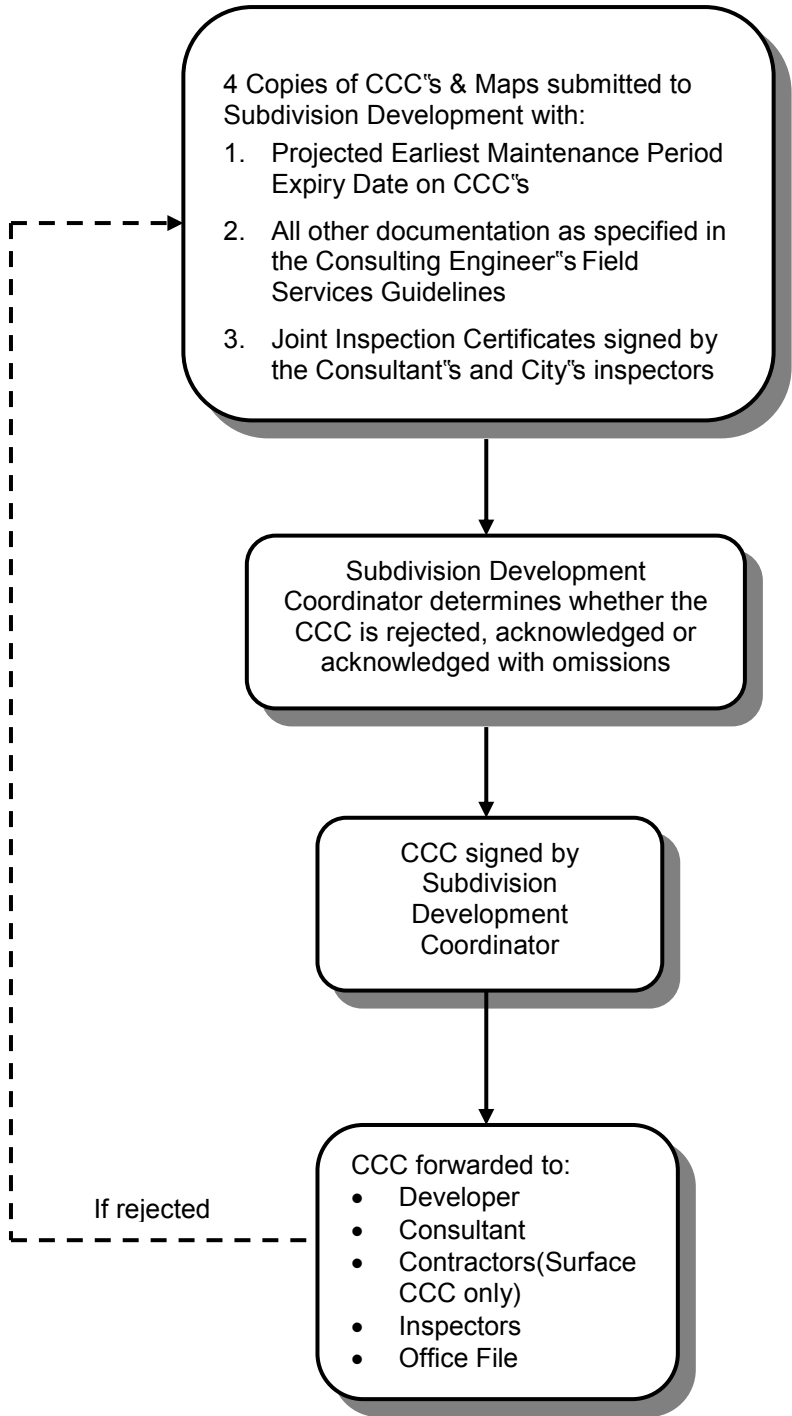 4 Copies of CCC‟s & Maps submitted to
Subdivision Development with:
1. Projected Earliest Maintenance Period
Expiry Date on CCC‟s
2. All other documentation as specified in
the Consulting Engineer‟s Field
Services Guidelines
3. Joint Inspection Certificates signed by
the Consultant‟s and City‟s inspectors
Subdivision Development
Coordinator determines whether the
CCC is rejected, acknowledged or
acknowledged with omissions
CCC signed by
Subdivision
Development
Coordinator
CCC forwarded to:
• Developer
• Consultant
• Contractors(Surface
CCC only)
• Inspectors
• Office File
If rejected